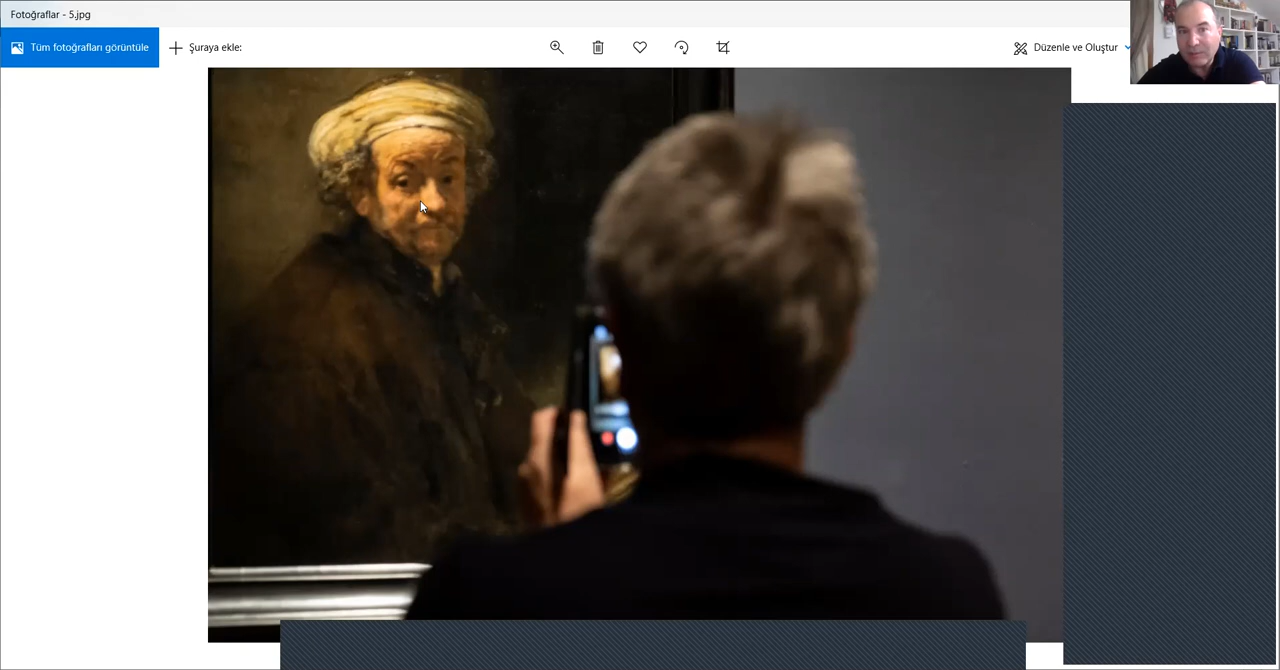 Fotoğraflar - 5.jpg
Tüm fotoğrafları görüntüle
Şuraya ekle:
Düzenle ve Oluştur